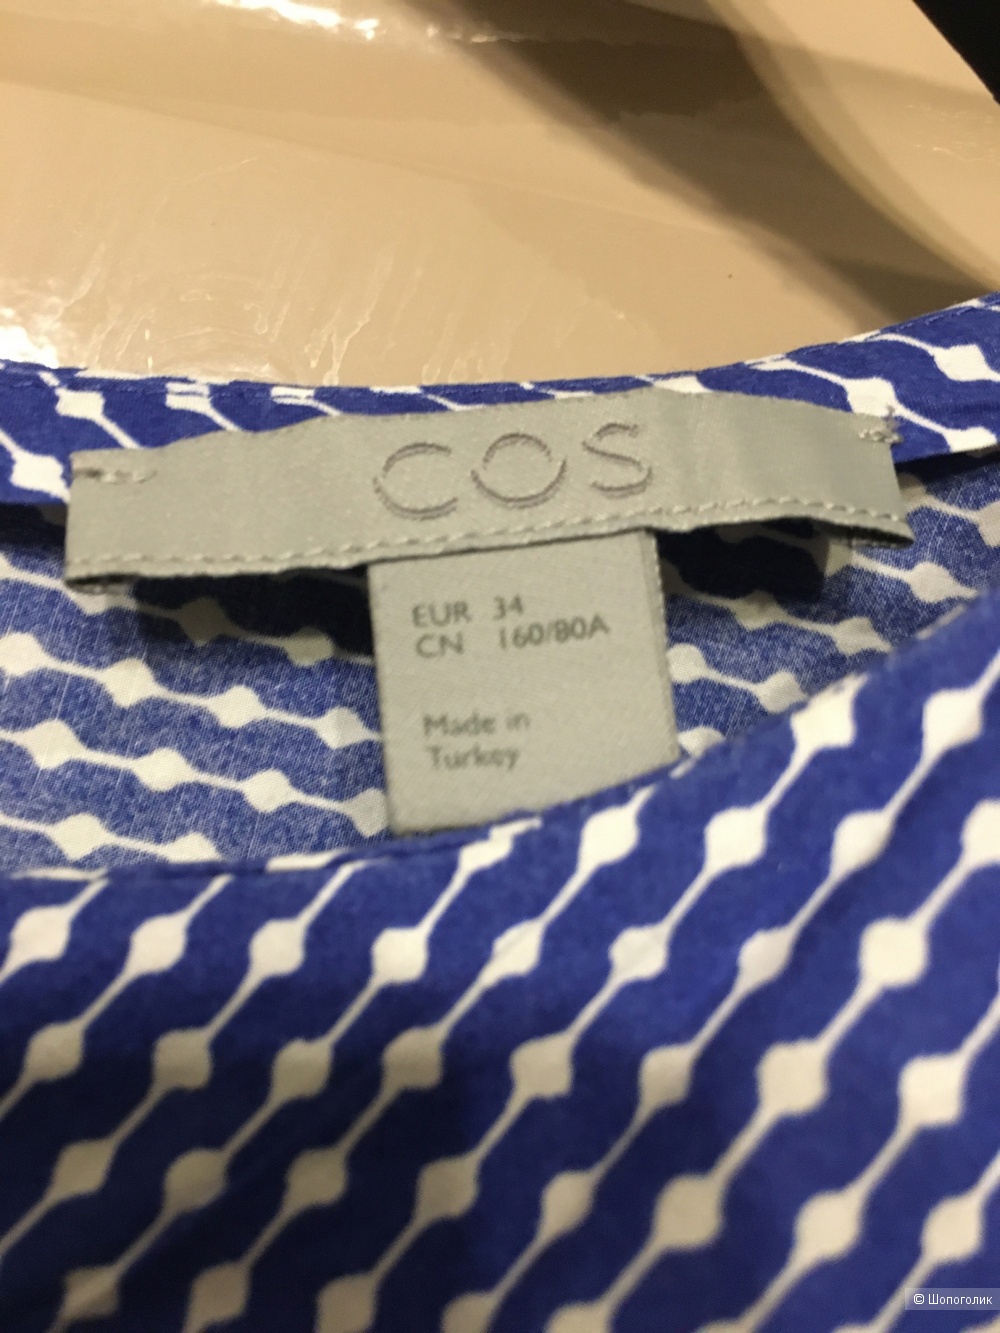 COS
EUR 34
CN 160/80A
Made in
Turkey
© Шопоголик